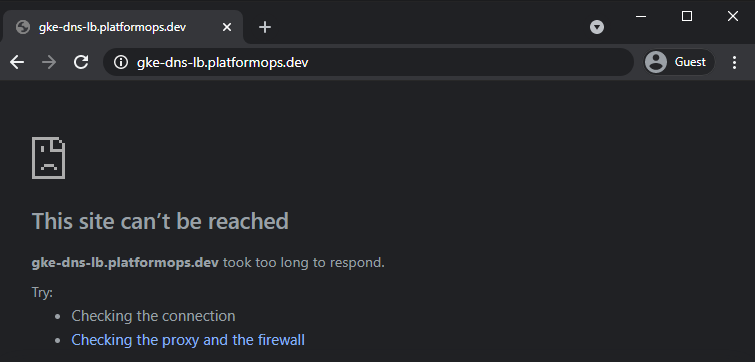 gke-dns-lb.platformops.dev
gke-dns-lb.platformops.dev
Guest
This site can’t be reached
gke-dns-lb.platformops.dev took too long to respond.
Try:
Checking the connection
Checking the proxy and the firewall